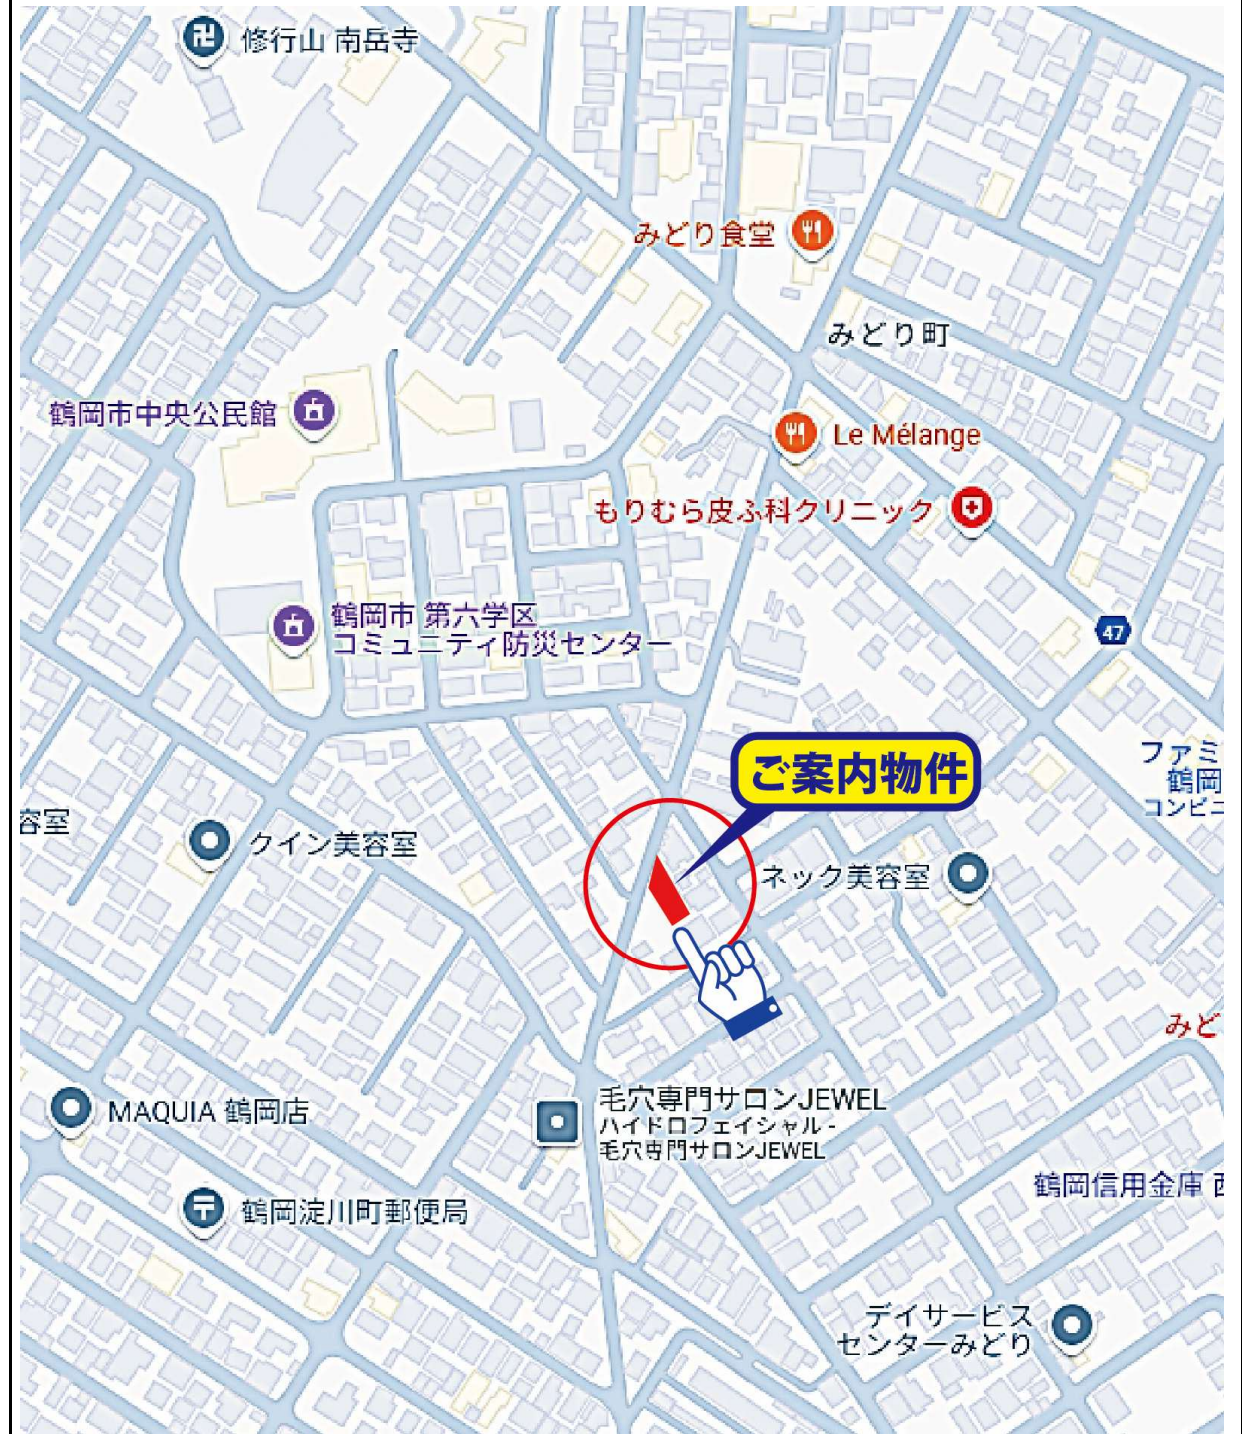 修行山 南岳寺
みどり食堂
みどり町
鶴岡市中央公民館
Le Mélange
もりむら皮ふ科クリニック
鶴岡市 第六学区
コミュニティ防災センター
47
ご案内物件
ファミ
鶴岡
コンビニ
容室
クイン美容室
ネック美容室
みど
MAQUIA 鶴岡店
毛穴専門サロンJEWEL
ハイドロフェイシャル -
毛穴専門サロンJEWEL
鶴岡信用金庫 西
鶴岡淀川町郵便局
デイサービス
センターみどり